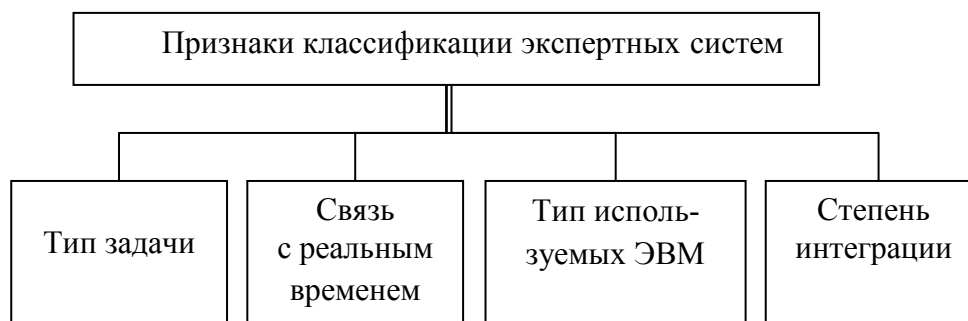 Признаки классификации экспертных систем
Тип задачи
Связь
с реальным
временем
Тип исполь-
зуемых ЭВМ
Степень
интеграции